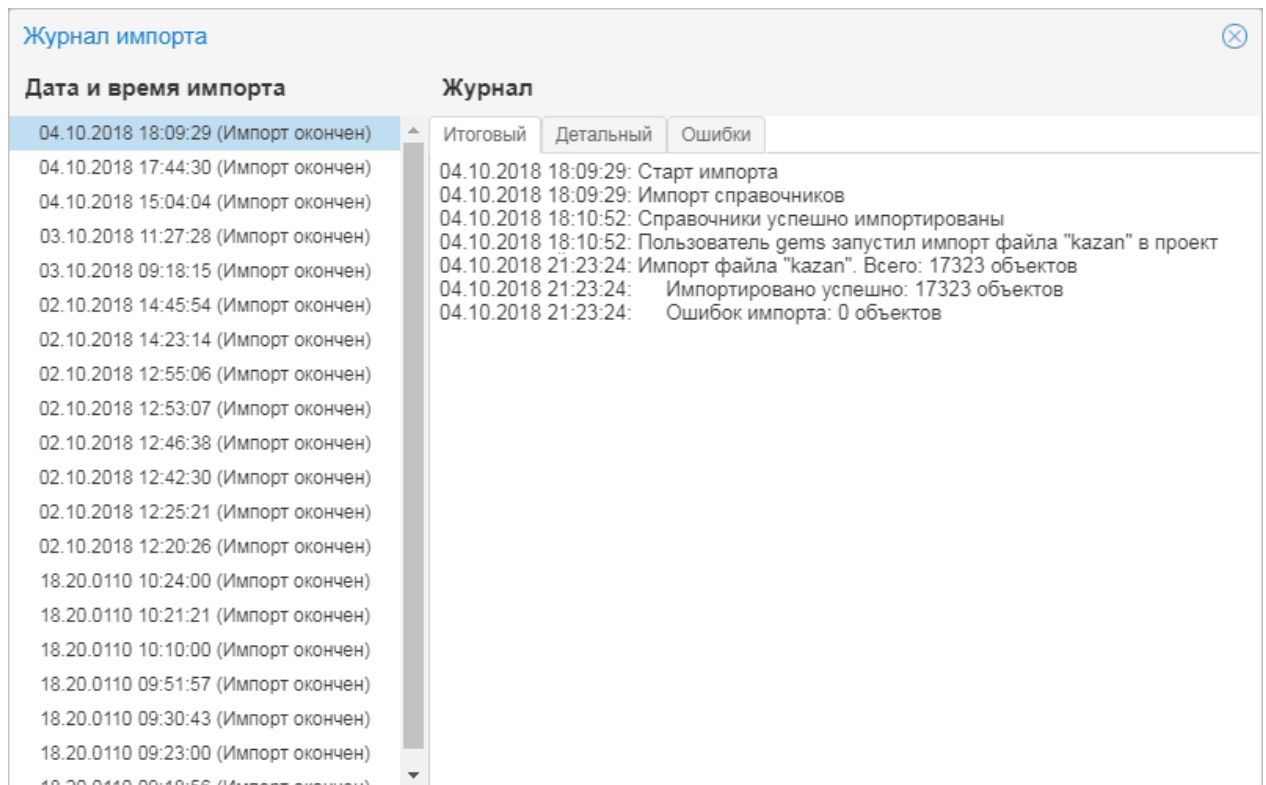 Журнал импорта
Дата и время импорта
04.10.2018 18:09:29 (Импорт окончен)
04.10.2018 17:44:30 (Импорт окончен)
04.10.2018 15:04:04 (Импорт окончен)
03.10.2018 11:27:28 (Импорт окончен)
03.10.2018 09:18:15 (Импорт окончен)
02.10.2018 14:45:54 (Импорт окончен)
02.10.2018 14:23:14 (Импорт окончен)
02.10.2018 12:55:06 (Импорт окончен)
02.10.2018 12:53:07 (Импорт окончен)
02.10.2018 12:46:38 (Импорт окончен)
02.10.2018 12:42:30 (Импорт окончен)
02.10.2018 12:25:21 (Импорт окончен)
02.10.2018 12:20:26 (Импорт окончен)
18.20.0110 10:24:00 (Импорт окончен)
18.20.0110 10:21:21 (Импорт окончен)
18.20.0110 10:10:00 (Импорт окончен)
18.20.0110 09:51:57 (Импорт окончен)
18.20.0110 09:30:43 (Импорт окончен)
18.20.0110 09:23:00 (Импорт окончен)
Журнал
Итоговый Детальный Ошибки
04.10.2018 18:09:29: Старт импорта
04.10.2018 18:09:29: Импорт справочников
04.10.2018 18:10:52: Справочники успешно импортированы
04.10.2018 18:10:52: Пользователь gems запустил импорт файла "kazan" в проект
04.10.2018 21:23:24: Импорт файла "kazan". Всего: 17323 объектов
04.10.2018 21:23:24: Импортировано успешно: 17323 объектов
04.10.2018 21:23:24: Ошибок импорта: 0 объектов